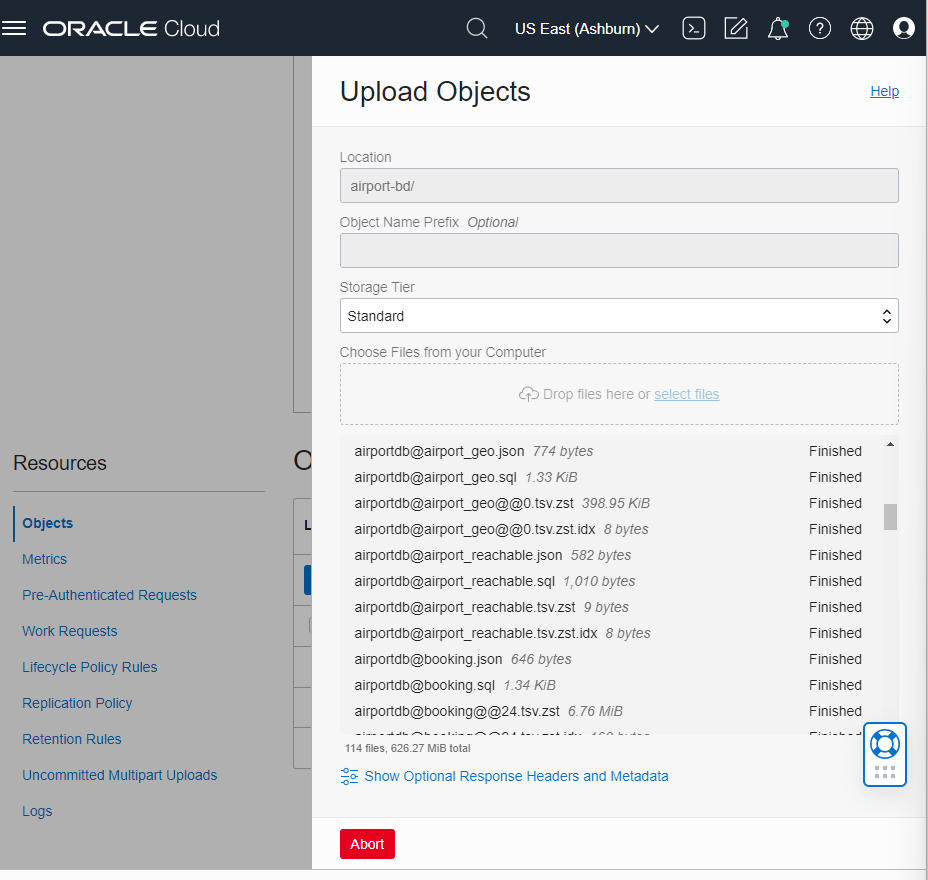 ORACLE Cloud
US East (Ashburn)
Upload Objects
Help
Location
airport-bd/
Object Name Prefix Optional
Storage Tier
Standard
Choose Files from your Computer
Drop files here or select files
airportdb@airport_geo.json 774 bytes Finished
airportdb@airport_geo.sql 1.33 KiB Finished
airportdb@airport_geo@@0.tsv.zst 398.95 KiB Finished
airportdb@airport_geo@@0.tsv.zst.idx 8 bytes Finished
airportdb@airport_reachable.json 582 bytes Finished
airportdb@airport_reachable.sql 1,010 bytes Finished
airportdb@airport_reachable.tsv.zst 9 bytes Finished
airportdb@airport_reachable.tsv.zst.idx 8 bytes Finished
airportdb@booking.json 646 bytes Finished
airportdb@booking.sql 1.34 KiB Finished
airportdb@booking@@24.tsv.zst 6.76 MiB Finished
114 files, 626.27 MiB total
Show Optional Response Headers and Metadata
Abort
Resources
Objects
Metrics
Pre-Authenticated Requests
Work Requests
Lifecycle Policy Rules
Replication Policy
Retention Rules
Uncommitted Multipart Uploads
Logs